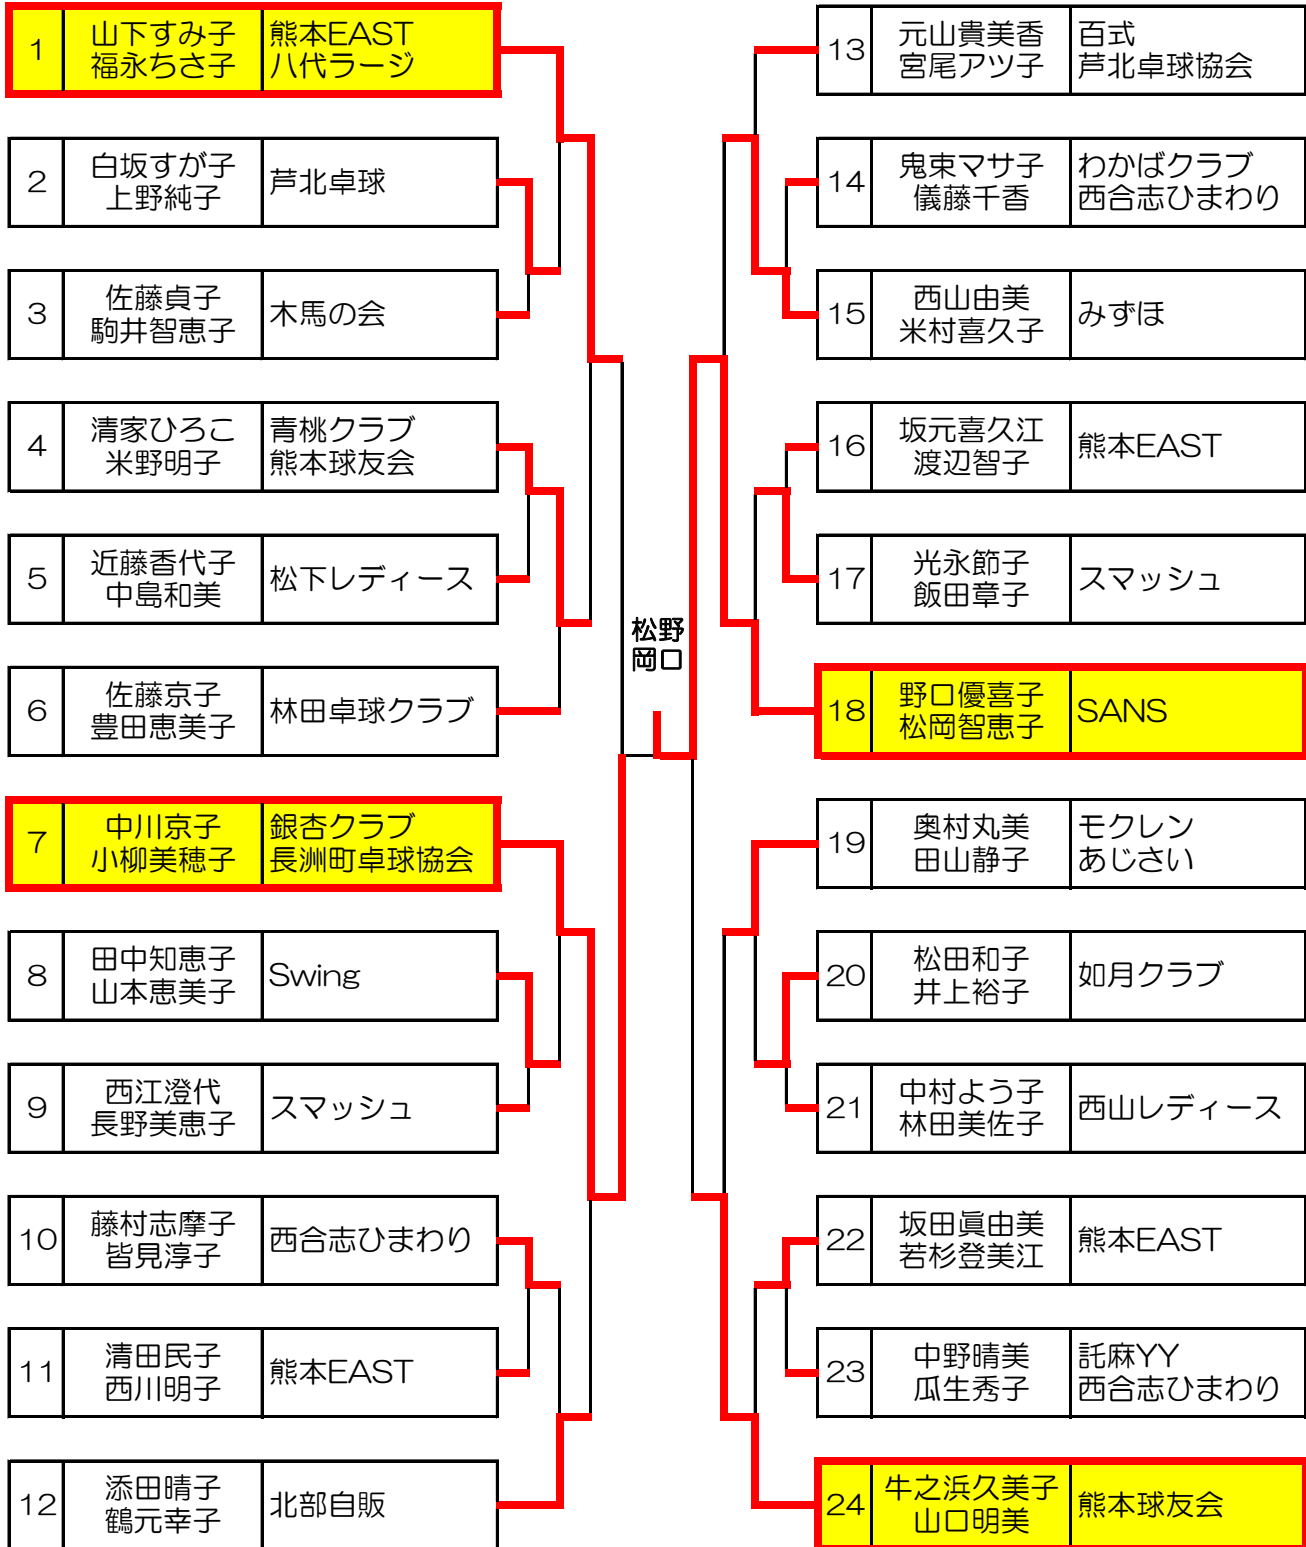 1
山下すみ子
福永ちさ子
熊本EAST
八代ラージ
2
白坂すが子
上野純子
芦北卓球
3
佐藤貞子
駒井智恵子
木馬の会
4
清家ひろこ
米野明子
青桃クラブ
熊本球友会
5
近藤香代子
中島和美
松下レディース
6
佐藤京子
豊田恵美子
林田卓球クラブ
7
中川京子
小柳美穂子
銀杏クラブ
長洲町卓球協会
8
田中知恵子
山本恵美子
Swing
9
西江澄代
長野美恵子
スマッシュ
10
藤村志摩子
皆見淳子
西合志ひまわり
11
清田民子
西川明子
熊本EAST
12
添田晴子
鶴元幸子
北部自販
松野
岡口
13
元山貴美香
宮尾アツ子
百式
芦北卓球協会
14
鬼束マサ子
儀藤千香
わかばクラブ
西合志ひまわり
15
西山由美
米村喜久子
みずほ
16
坂元喜久江
渡辺智子
熊本EAST
17
光永節子
飯田章子
スマッシュ
18
野口優喜子
松岡智恵子
SANS
19
奥村丸美
田山静子
モクレン
あじさい
20
松田和子
井上裕子
如月クラブ
21
中村よう子
林田美佐子
西山レディース
22
坂田眞由美
若杉登美江
熊本EAST
23
中野晴美
瓜生秀子
託麻YY
西合志ひまわり
24
牛之浜久美子
山口明美
熊本球友会